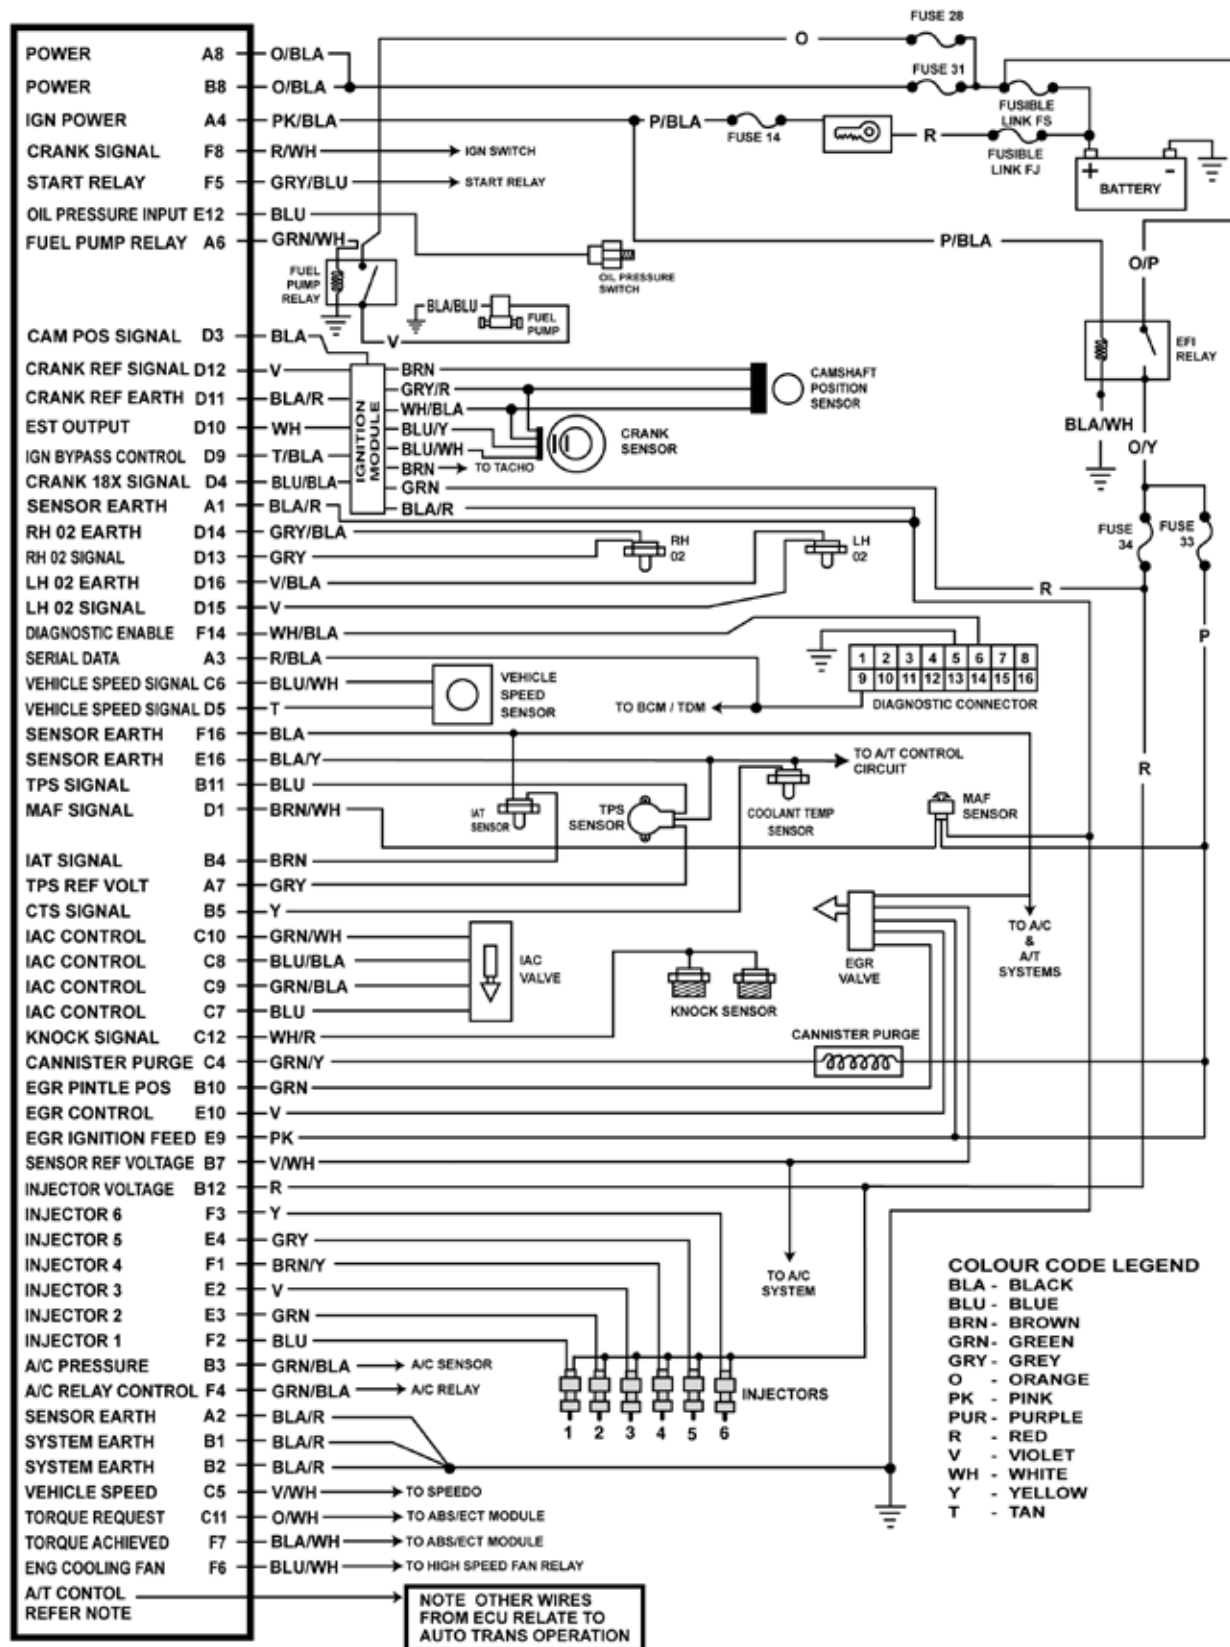 POWER A8 O/BLA
POWER B8 O/BLA
IGN POWER A4 PK/BLA
CRANK SIGNAL F8 R/WH IGN SWITCH
START RELAY F5 GRY/BLU START RELAY
OIL PRESSURE INPUT E12 BLU
FUEL PUMP RELAY A6 GRN/WH
CAM POS SIGNAL D3 BLA
CRANK REF SIGNAL D12 V
CRANK REF EARTH D11 BLA/R
EST OUTPUT D10 WH
IGN BYPASS CONTROL D9 T/BLA
CRANK 18X SIGNAL D4 BLU/BLA
SENSOR EARTH A1 BLA/R
RH 02 EARTH D14 GRY/BLA
RH 02 SIGNAL D13 GRY
LH 02 EARTH D16 V/BLA
LH 02 SIGNAL D15 V
DIAGNOSTIC ENABLE F14 WH/BLA
SERIAL DATA A3 R/BLA
VEHICLE SPEED SIGNAL C6 BLU/WH
VEHICLE SPEED SIGNAL D5 T
SENSOR EARTH F16 BLA
SENSOR EARTH E16 BLA/Y
TPS SIGNAL B11 BLU
MAF SIGNAL D1 BRN/WH
IAT SIGNAL B4 BRN
TPS REF VOLT A7 GRY
CTS SIGNAL B5 Y
IAC CONTROL C10 GRN/WH
IAC CONTROL C8 BLU/BLA
IAC CONTROL C9 GRN/BLA
IAC CONTROL C7 BLU
KNOCK SIGNAL C12 WH/R
CANNISTER PURGE C4 GRN/Y
EGR PINTLE POS B10 GRN
EGR CONTROL E10 V
EGR IGNITION FEED E9 PK
SENSOR REF VOLTAGE B7 V/WH
INJECTOR VOLTAGE B12 R
INJECTOR 6 F3 Y
INJECTOR 5 E4 GRY
INJECTOR 4 F1 BRN/Y
INJECTOR 3 E2 V
INJECTOR 2 E3 GRN
INJECTOR 1 F2 BLU
A/C PRESSURE B3 GRN/BLA A/C SENSOR
A/C RELAY CONTROL F4 GRN/BLA A/C RELAY
SENSOR EARTH A2 BLA/R
SYSTEM EARTH B1 BLA/R
SYSTEM EARTH B2 BLA/R
VEHICLE SPEED C5 V/WH TO SPEEDO
TORQUE REQUEST C11 O/WH TO ABS/ECT MODULE
TORQUE ACHIEVED F7 BLA/WH TO ABS/ECT MODULE
ENG COOLING FAN F6 BLU/WH TO HIGH SPEED FAN RELAY
A/T CONTOL
REFER NOTE
NOTE OTHER WIRES
FROM ECU RELATE TO
AUTO TRANS OPERATION
O
FUSE 28
FUSE 31
FUSIBLE
LINK FS
P/BLA
FUSE 14
R
FUSIBLE
LINK FJ
+ -
BATTERY
P/BLA
O/P
OIL PRESSURE
SWITCH
FUEL
PUMP
RELAY
BLA/BLU
FUEL
PUMP
V
EFI
RELAY
BLA/WH
O/Y
FUSE
34
FUSE
33
IGNITION
MODULE
BRN
GRY/R
WH/BLA
BLU/Y
BLU/WH
BRN TO TACHO
GRN
BLA/R
CAMSHAFT
POSITION
SENSOR
CRANK
SENSOR
RH
02
LH
02
R
P
1 2 3 4 5 6 7 8
9 10 11 12 13 14 15 16
DIAGNOSTIC CONNECTOR
TO BCM / TDM
VEHICLE
SPEED
SENSOR
TO A/T CONTROL
CIRCUIT
R
IAT
SENSOR
TPS
SENSOR
COOLANT TEMP
SENSOR
MAF
SENSOR
IAC
VALVE
EGR
VALVE
TO A/C
&
A/T
SYSTEMS
KNOCK SENSOR
CANNISTER PURGE
TO A/C
SYSTEM
INJECTORS
1 2 3 4 5 6
COLOUR CODE LEGEND
BLA - BLACK
BLU - BLUE
BRN - BROWN
GRN - GREEN
GRY - GREY
O - ORANGE
PK - PINK
PUR - PURPLE
R - RED
V - VIOLET
WH - WHITE
Y - YELLOW
T - TAN